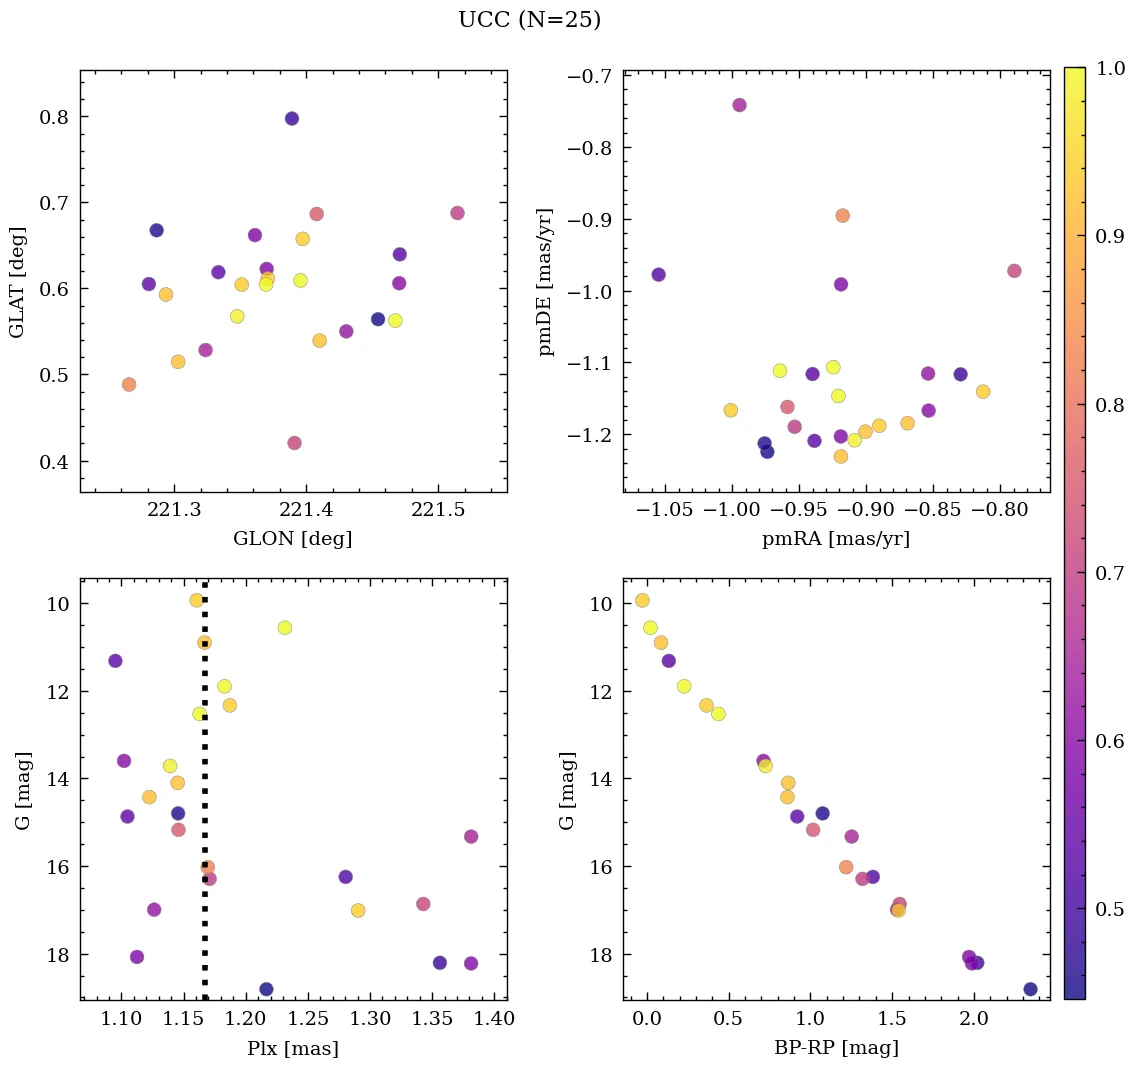 UCC (N=25)
0.8
0.7
0.6
0.5
0.4
GLAT [deg]
221.3 221.4 221.5
GLON [deg]
−0.7
−0.8
−0.9
−1.0
−1.1
−1.2
pmDE [mas/yr]
−1.05 −1.00 −0.95 −0.90 −0.85 −0.80
pmRA [mas/yr]
10
12
14
16
18
G [mag]
1.10 1.15 1.20 1.25 1.30 1.35 1.40
Plx [mas]
10
12
14
16
18
G [mag]
0.0 0.5 1.0 1.5 2.0
BP-RP [mag]
1.0
0.9
0.8
0.7
0.6
0.5